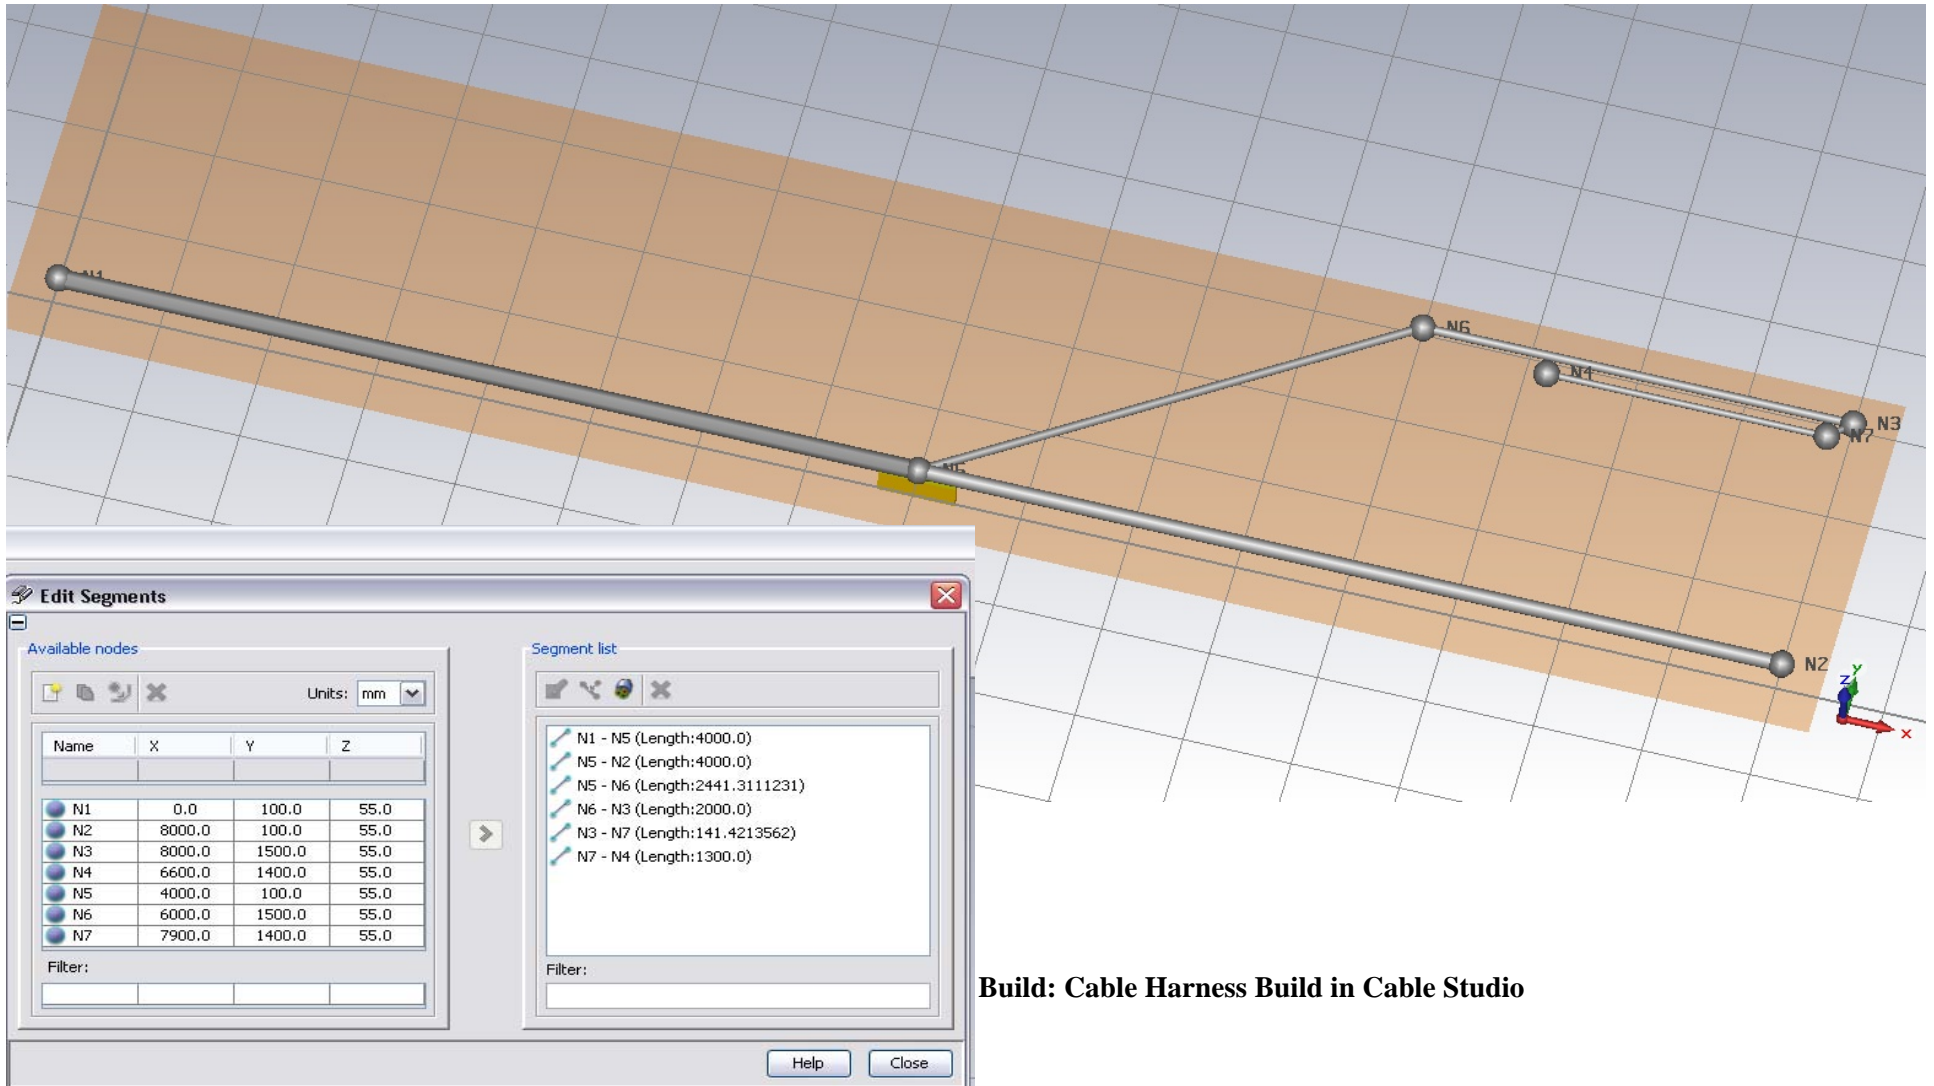 N1
N6
N4
N3
N7
N5
N2
Y
Z
x
Edit Segments
Available nodes
Units: mm
Name X Y Z
N1 0.0 100.0 55.0
N2 8000.0 100.0 55.0
N3 8000.0 1500.0 55.0
N4 6600.0 1400.0 55.0
N5 4000.0 100.0 55.0
N6 6000.0 1500.0 55.0
N7 7900.0 1400.0 55.0
Filter:
Segment list
N1 - N5 (Length:4000.0)
N5 - N2 (Length:4000.0)
N5 - N6 (Length:2441.3111231)
N6 - N3 (Length:2000.0)
N3 - N7 (Length:141.4213562)
N7 - N4 (Length:1300.0)
Filter:
Help Close
Build: Cable Harness Build in Cable Studio